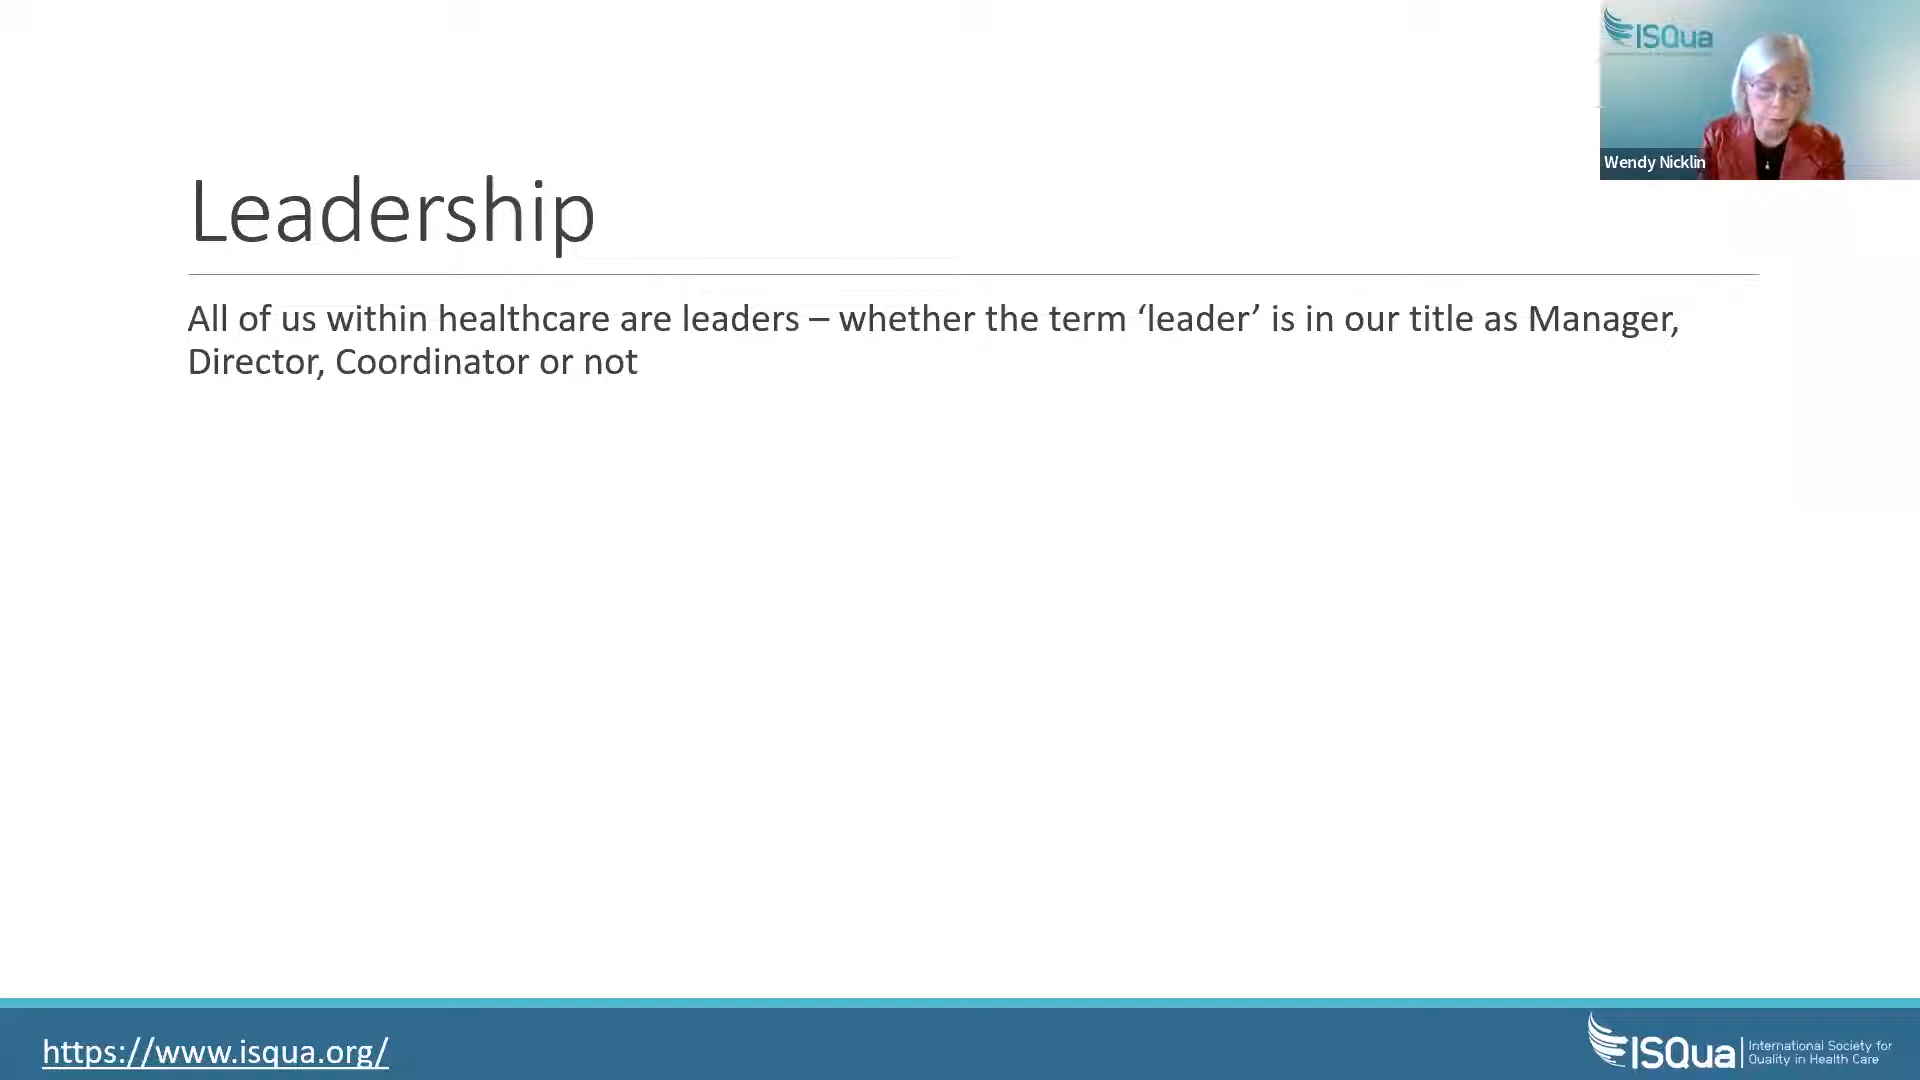 ISQua
Wendy Nicklin
Leadership
All of us within healthcare are leaders – whether the term ‘leader’ is in our title as Manager,
Director, Coordinator or not
https://www.isqua.org/
ISQua
International Society for
Quality in Health Care